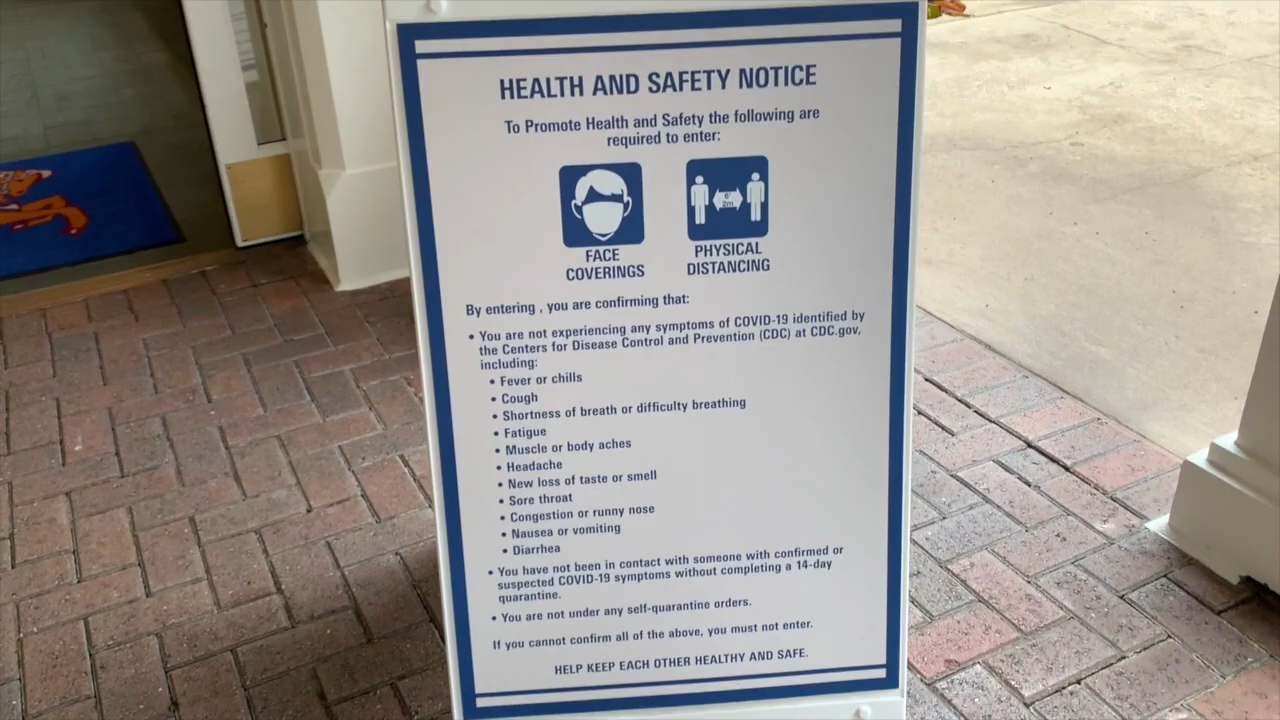 HEALTH AND SAFETY NOTICE
To Promote Health and Safety the following are
required to enter:
6'
2m
FACE
COVERINGS
PHYSICAL
DISTANCING
By entering , you are confirming that:
• You are not experiencing any symptoms of COVID-19 identified by
the Centers for Disease Control and Prevention (CDC) at CDC.gov,
including:
• Fever or chills
• Cough
• Shortness of breath or difficulty breathing
• Fatigue
• Muscle or body aches
• Headache
• New loss of taste or smell
• Sore throat
• Congestion or runny nose
• Nausea or vomiting
• Diarrhea
• You have not been in contact with someone with confirmed or
suspected COVID-19 symptoms without completing a 14-day
quarantine.
• You are not under any self-quarantine orders.
If you cannot confirm all of the above, you must not enter.
HELP KEEP EACH OTHER HEALTHY AND SAFE.